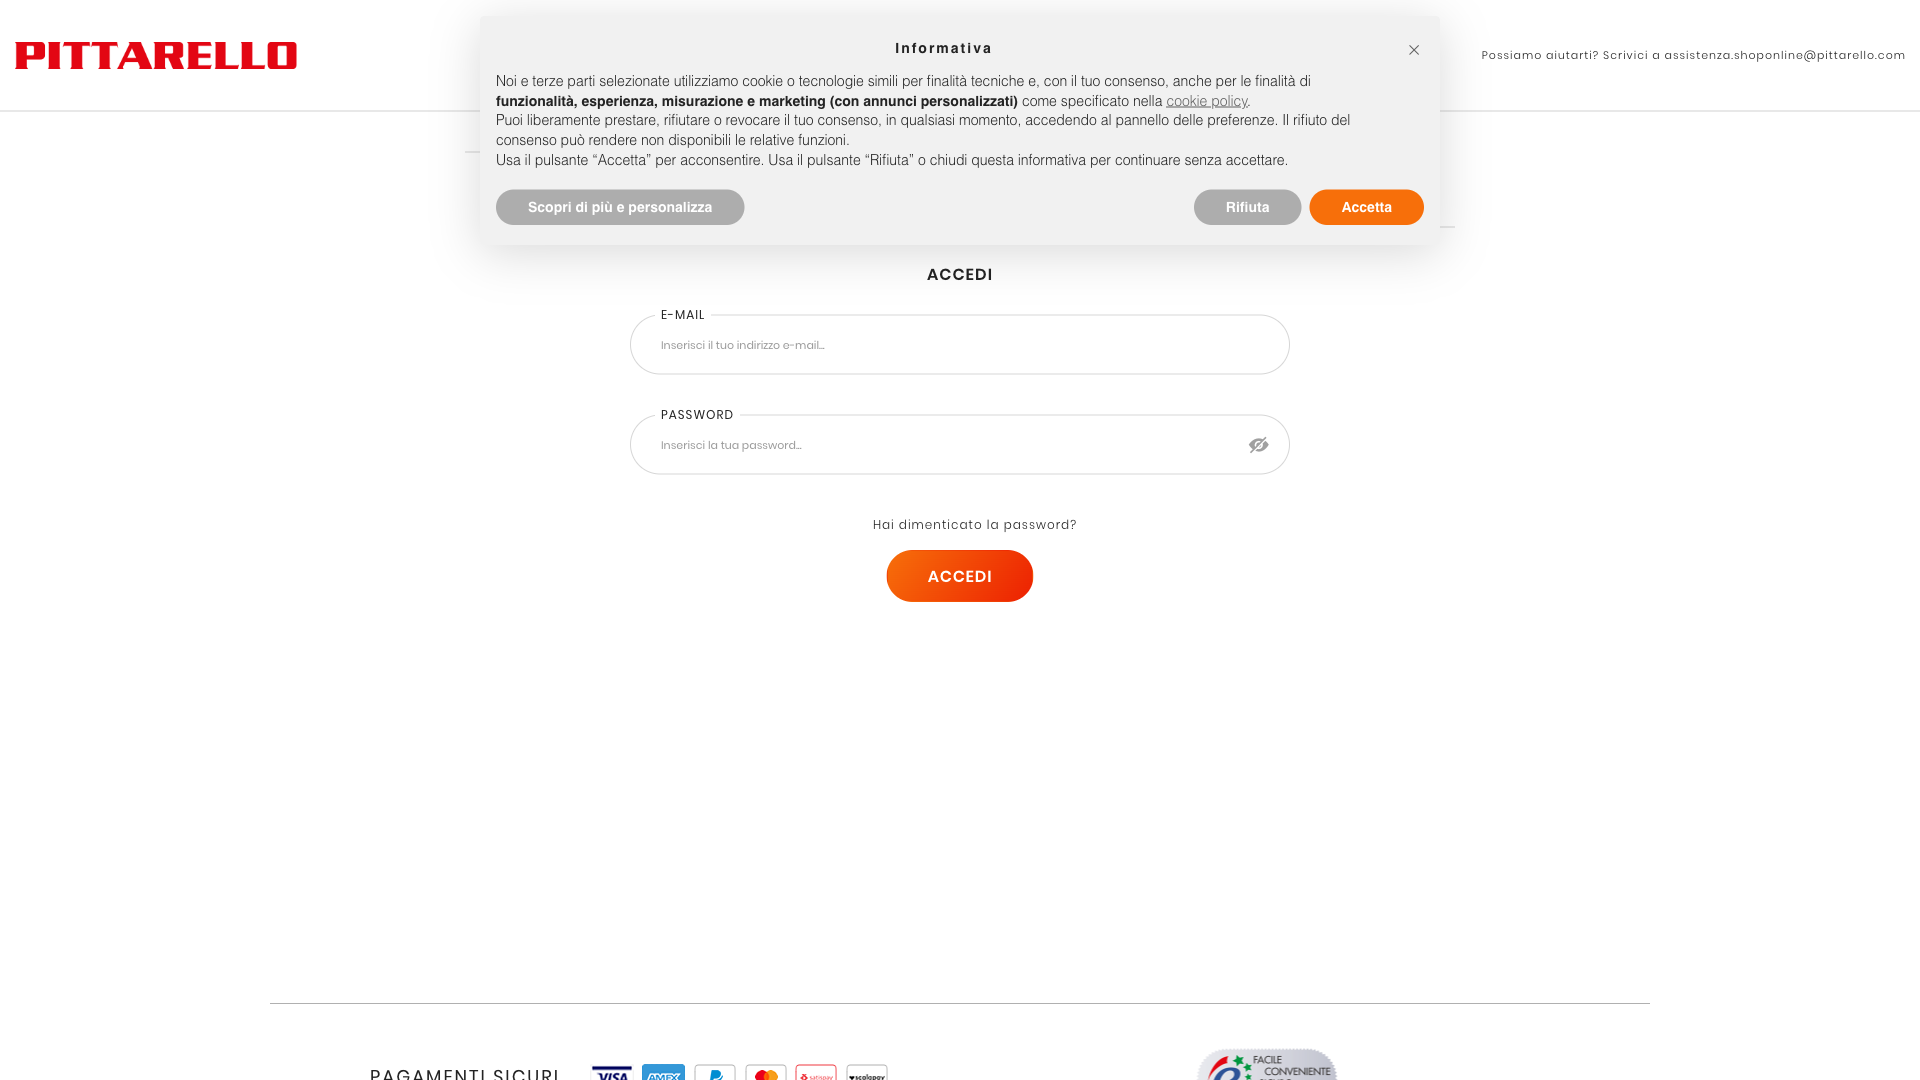 PITTARELLO
Informativa
×
Possiamo aiutarti? Scrivici a assistenza.shoponline@pittarello.com
Noi e terze parti selezionate utilizziamo cookie o tecnologie simili per finalità tecniche e, con il tuo consenso, anche per le finalità di
funzionalità, esperienza, misurazione e marketing (con annunci personalizzati) come specificato nella cookie policy.
Puoi liberamente prestare, rifiutare o revocare il tuo consenso, in qualsiasi momento, accedendo al pannello delle preferenze. Il rifiuto del
consenso può rendere non disponibili le relative funzioni.
Usa il pulsante “Accetta” per acconsentire. Usa il pulsante “Rifiuta” o chiudi questa informativa per continuare senza accettare.
Scopri di più e personalizza
Rifiuta
Accetta
ACCEDI
E-MAIL
Inserisci il tuo indirizzo e-mail...
PASSWORD
Inserisci la tua password...
Hai dimenticato la password?
ACCEDI
PAGAMENTI SICURI
VISA
AMEX
satispay
scalapay
FACILE
CONVENIENTE